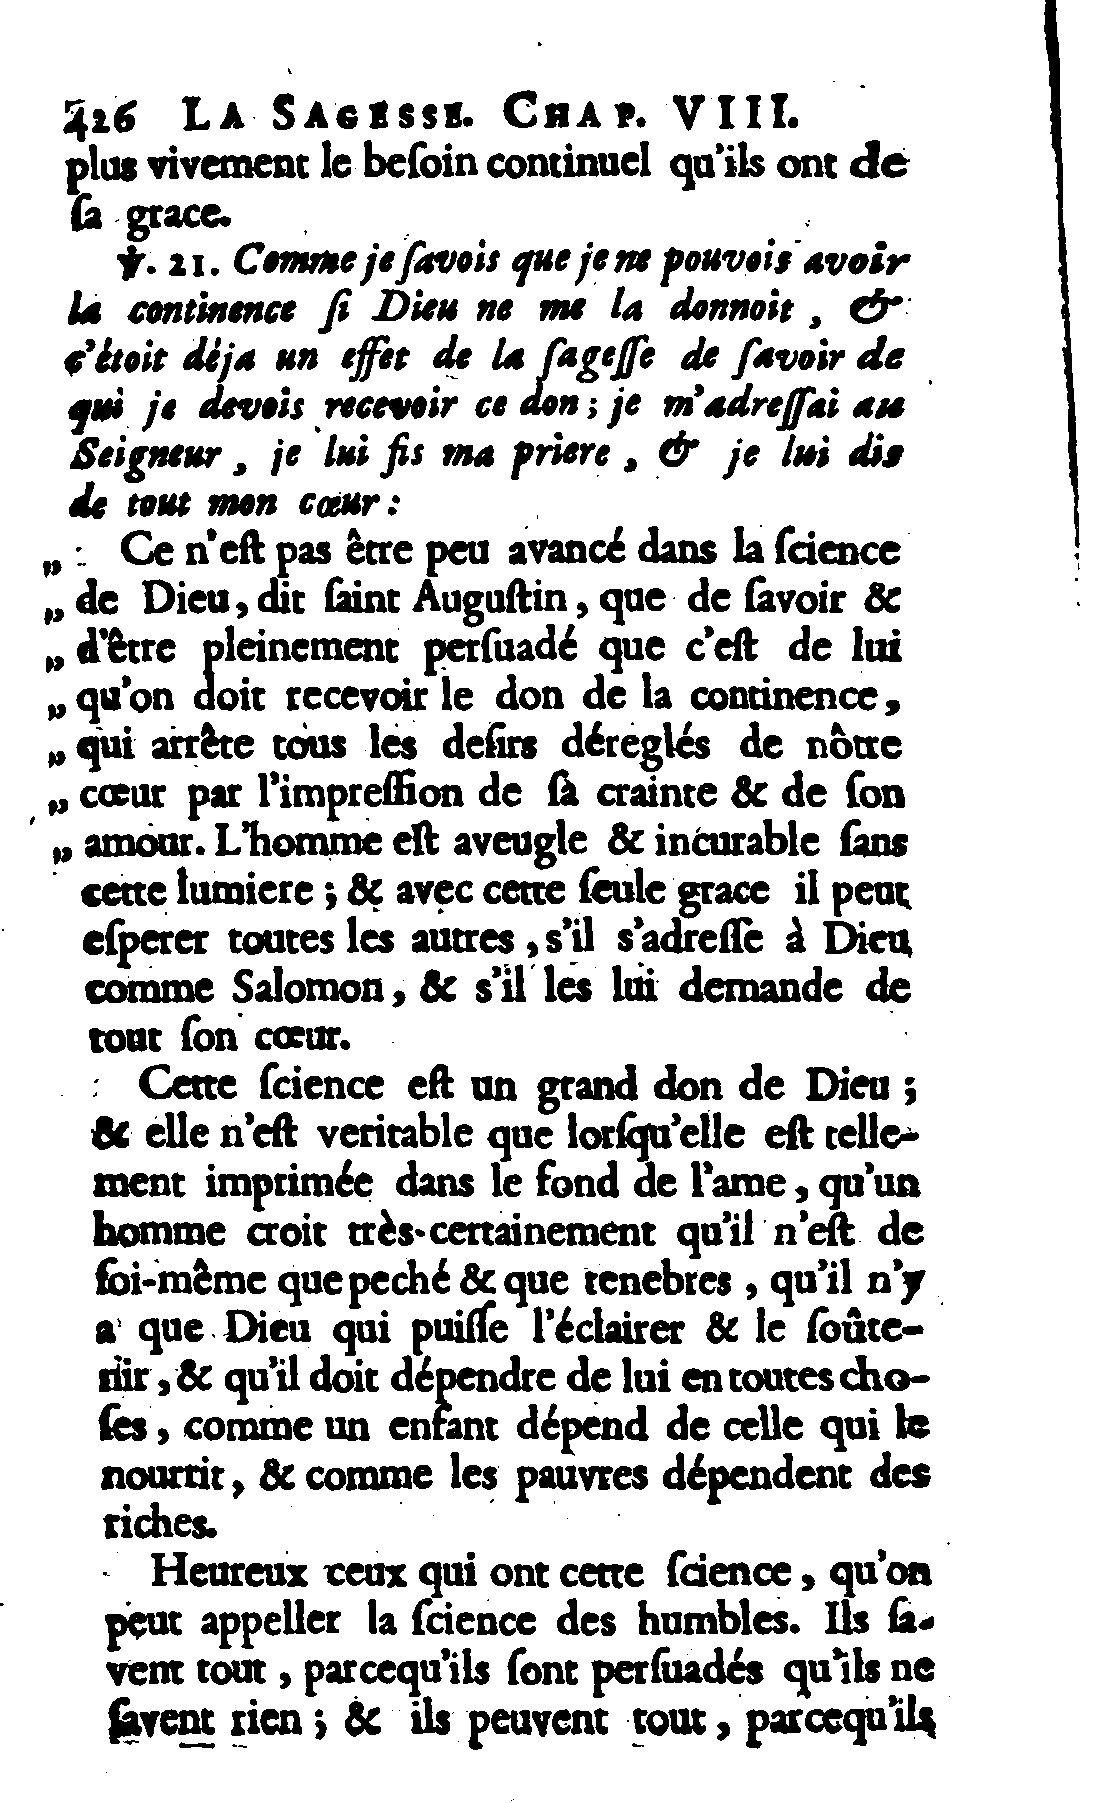 426 LA SAGESSE. CHAP. VIII.
plus vivement le beſoin continuel qu'ils ont de
ſa grace.
℣. 21. Comme je ſavois que je ne pouvois avoir
la continence ſi Dieu ne me la donnoit, &
c'étoit déja un effet de la ſageſſe de ſavoir de
qui je devois recevoir ce don; je m'adreſſai au
Seigneur, je lui fis ma priere, & je lui dis
de tout mon cœur:
„ Ce n'eſt pas être peu avancé dans la ſcience
„ de Dieu, dit ſaint Auguſtin, que de ſavoir &
„ d'être pleinement perſuadé que c'eſt de lui
„ qu'on doit recevoir le don de la continence,
„ qui arrête tous les deſirs déreglés de nôtre
„ cœur par l'impreſſion de ſa crainte & de ſon
„ amour. L'homme eſt aveugle & incurable ſans
cette lumiere; & avec cette ſeule grace il peut
eſperer toutes les autres, s'il s'adreſſe à Dieu
comme Salomon, & s'il les lui demande de
tout ſon cœur.
Cette ſcience eſt un grand don de Dieu;
& elle n'eſt veritable que lorſqu'elle eſt telle-
ment imprimée dans le fond de l'ame, qu'un
homme croit très-certainement qu'il n'eſt de
ſoi-même que peché & que tenebres, qu'il n'y
a que Dieu qui puiſſe l'éclairer & le ſoûte-
nir, & qu'il doit dépendre de lui en toutes cho-
ſes, comme un enfant dépend de celle qui le
nourrit, & comme les pauvres dépendent des
riches.
Heureux ceux qui ont cette ſcience, qu'on
peut appeller la ſcience des humbles. Ils ſa-
vent tout, parcequ'ils ſont perſuadés qu'ils ne
ſavent rien; & ils peuvent tout, parcequ'ils